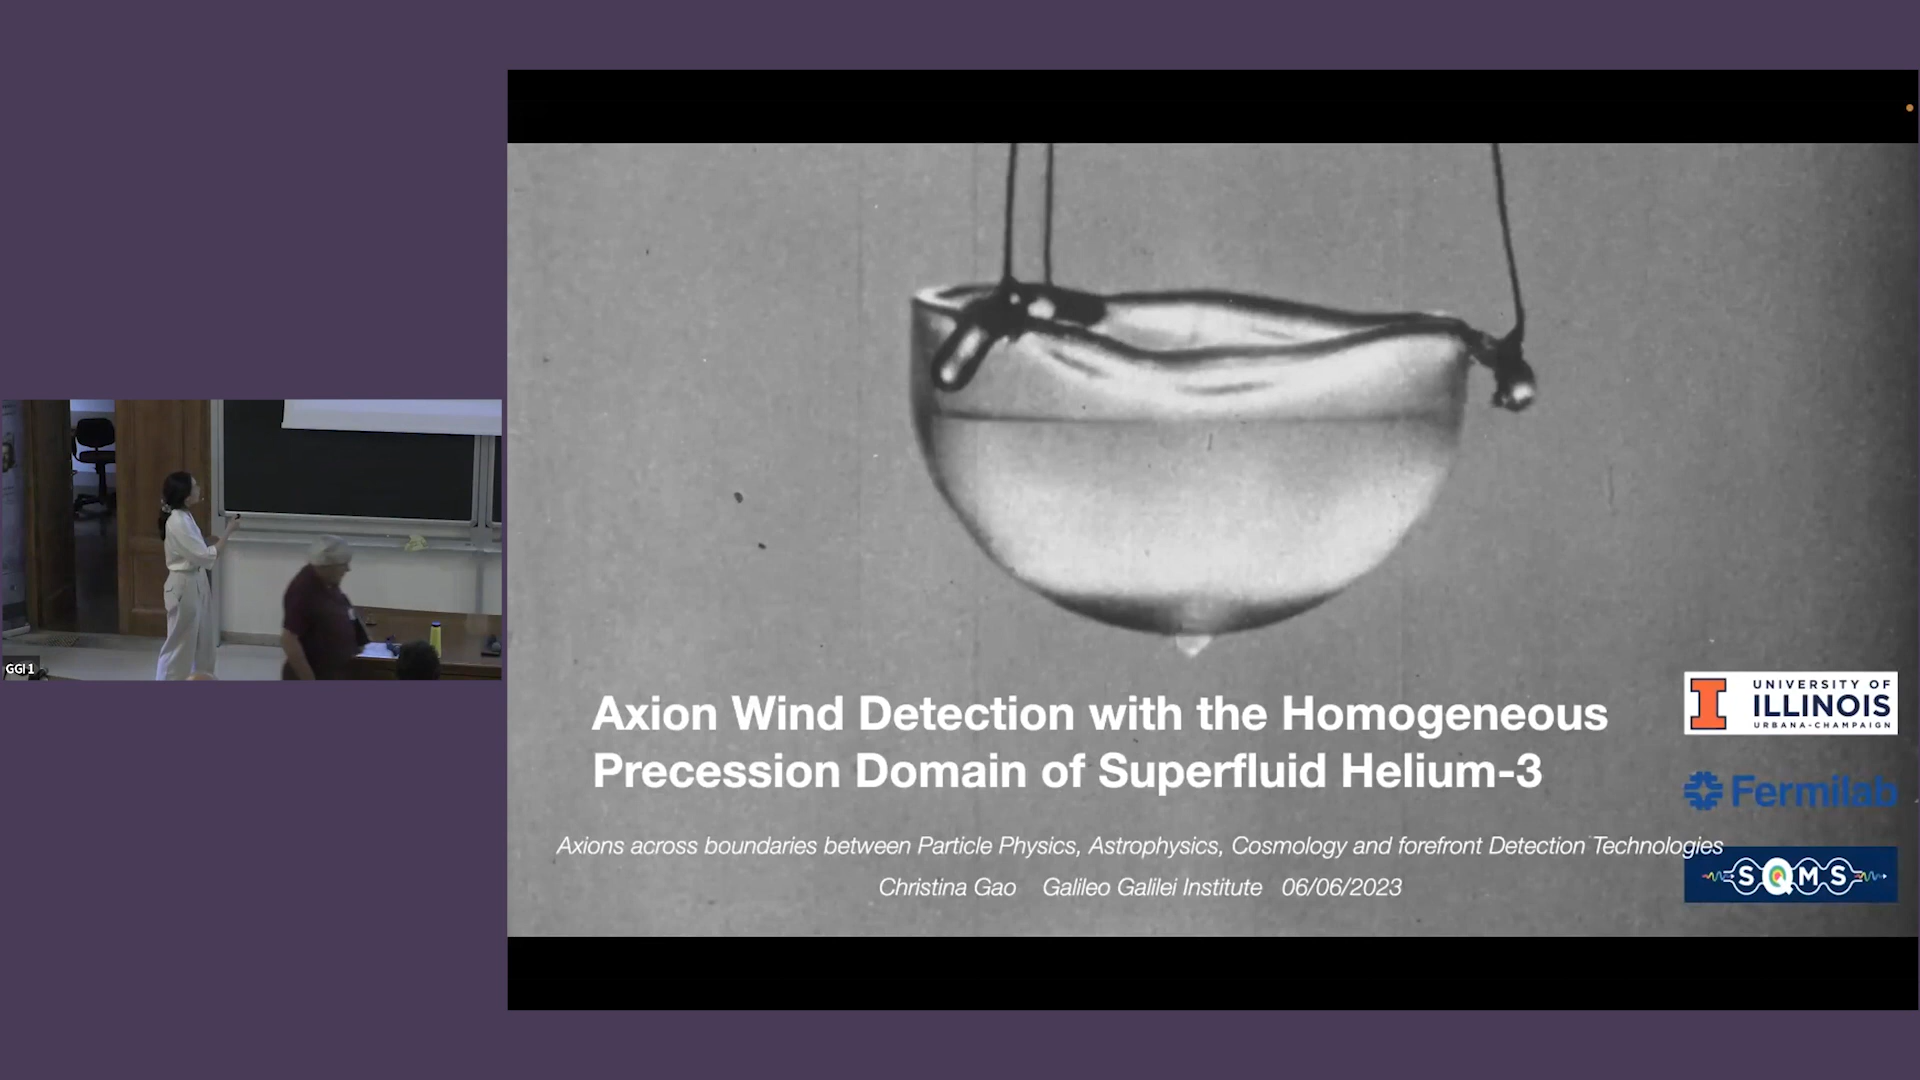 GGI 1
Axion Wind Detection with the Homogeneous
Precession Domain of Superfluid Helium-3
Axions across boundaries between Particle Physics, Astrophysics, Cosmology and forefront Detection Technologies
Christina Gao Galileo Galilei Institute 06/06/2023
UNIVERSITY OF
ILLINOIS
URBANA-CHAMPAIGN
Fermilab
SQMS